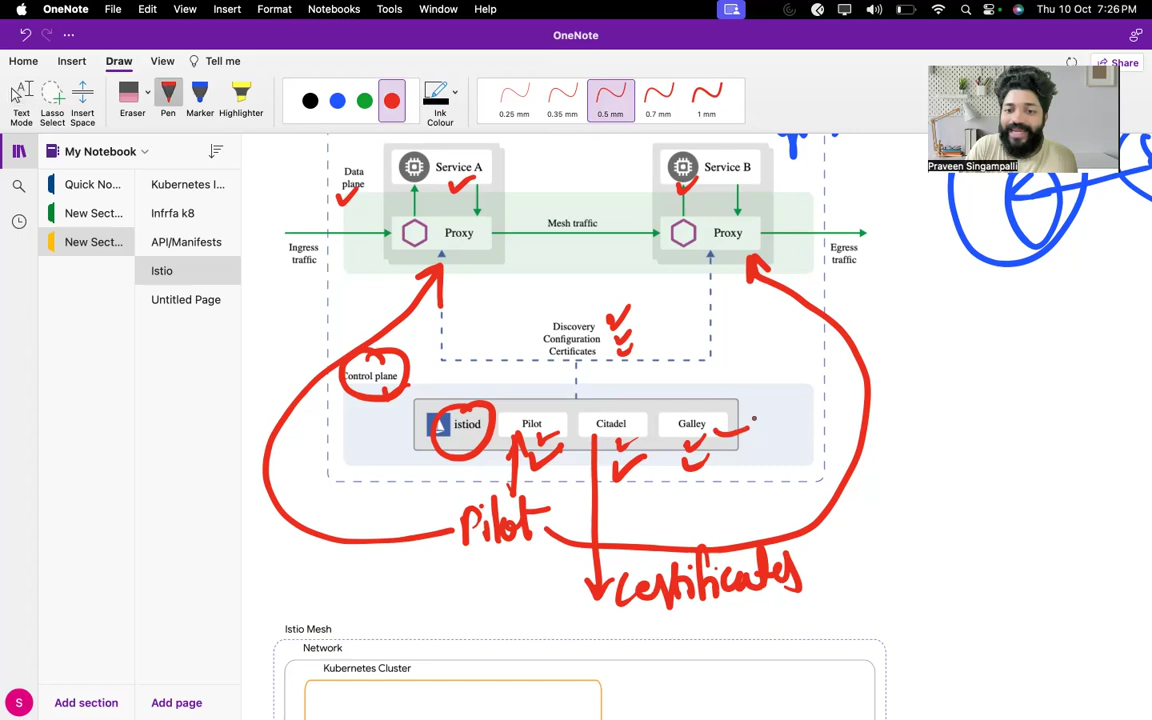 OneNote File Edit View Insert Format Notebooks Tools Window Help
Thu 10 Oct 7:26 PM
OneNote
Home Insert Draw View Tell me
Share
Text Mode
Lasso Select
Insert Space
Eraser
Pen
Marker
Highlighter
Ink Colour
0.25 mm
0.35 mm
0.5 mm
0.7 mm
1 mm
Praveen Singampalli
My Notebook
Quick No...
New Sect...
New Sect...
Kubernetes I...
Infrfa k8
API/Manifests
Istio
Untitled Page
Data plane
Service A
Service B
Proxy
Proxy
Mesh traffic
Ingress traffic
Egress traffic
Discovery
Configuration
Certificates
Control plane
istiod
Pilot
Citadel
Galley
Pilot
Certificates
Istio Mesh
Network
Kubernetes Cluster
S
Add section
Add page